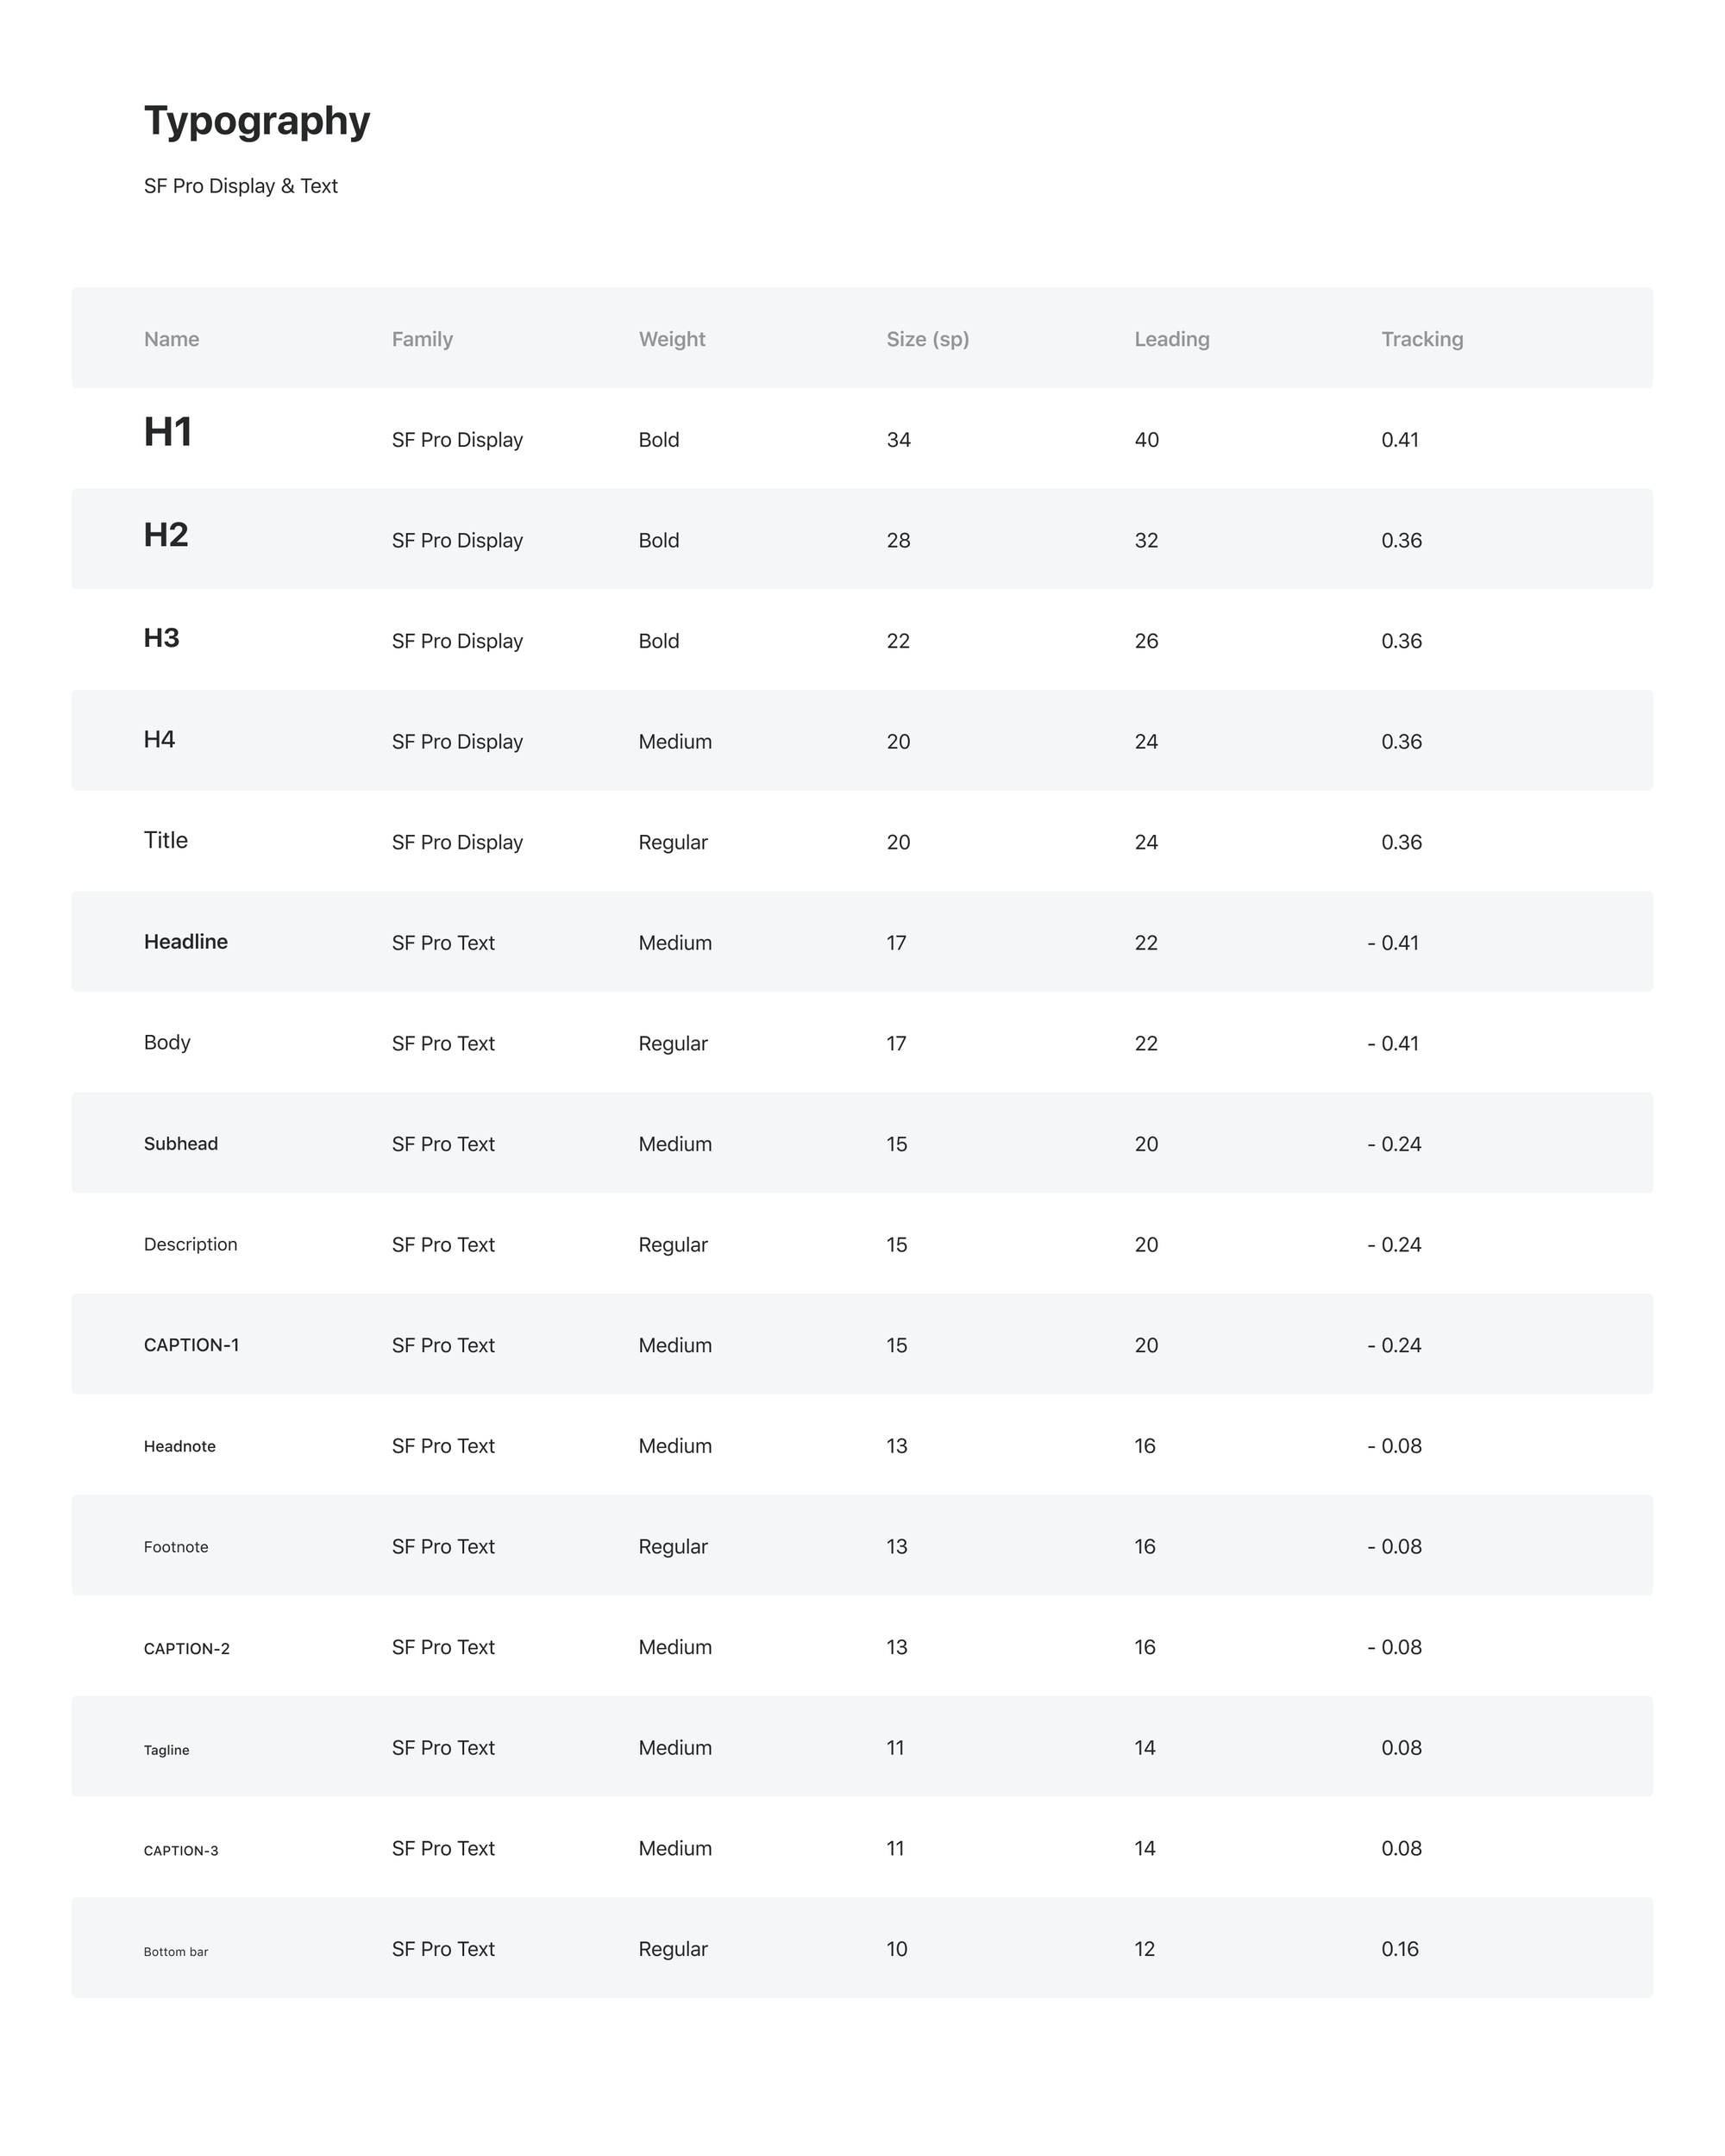 Typography
SF Pro Display & Text
Name Family Weight Size (sp) Leading Tracking
H1 SF Pro Display Bold 34 40 0.41
H2 SF Pro Display Bold 28 32 0.36
H3 SF Pro Display Bold 22 26 0.36
H4 SF Pro Display Medium 20 24 0.36
Title SF Pro Display Regular 20 24 0.36
Headline SF Pro Text Medium 17 22 - 0.41
Body SF Pro Text Regular 17 22 - 0.41
Subhead SF Pro Text Medium 15 20 - 0.24
Description SF Pro Text Regular 15 20 - 0.24
CAPTION-1 SF Pro Text Medium 15 20 - 0.24
Headnote SF Pro Text Medium 13 16 - 0.08
Footnote SF Pro Text Regular 13 16 - 0.08
CAPTION-2 SF Pro Text Medium 13 16 - 0.08
Tagline SF Pro Text Medium 11 14 0.08
CAPTION-3 SF Pro Text Medium 11 14 0.08
Bottom bar SF Pro Text Regular 10 12 0.16